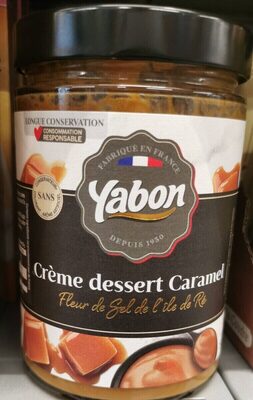 LONGUE CONSERVATION
CONSOMMATION
RESPONSABLE
FABRIQUÉ EN FRANCE
Yabon
DEPUIS 1950
SANS
Crème dessert Caramel
Fleur de Sel de l'île de Ré